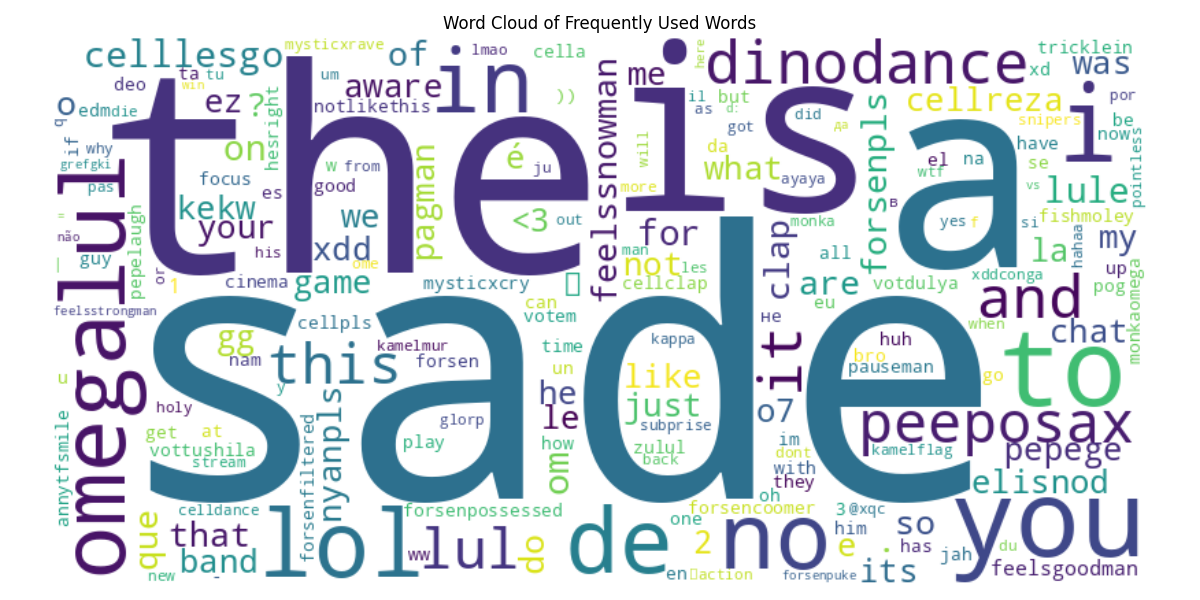 Word Cloud of Frequently Used Words
celllesgo
mysticxrave
of
lmao
cella
dinodance
here
tricklein
xd
was
deo
ta
tu
win
um
aware
in
me
is
the
a
i
o
edm
die
ez
?
notlikethis
))
il
but
as
d:
got
did
да
cellreza
snipers
por
be
now
q
if
why
grefgki
pas
on
hesright
w
from
é
ju
feelssnowman
will
da
what
ayaya
forsenpls
el
na
wtf
have
se
vs
lule
pointless
omegalul
=
não
|
guy
pepelaugh
focus
es
good
kekw
your
we
pagman
<3
out
more
for
monka
в
yes
f
si
fishmoley
la
hahaa
my
his
xdd
ome
man
not
les
all
or
1
cinema
game
mysticxcry
cellclap
clap
are
votdulya
xddconga
up
pog
eu
feelsstrongman
cellpls
can
votem
не
it
and
when
chat
monkaomega
gg
nam
this
kamelmur
forsen
time
un
kappa
huh
bro
pauseman
go
to
u
y
sade
he
le
like
just
subprise
o7
peeposax
holy
glorp
annytfsmile
get
at
vottushila
stream
forsenfiltered
nyanpls
play
how
omg
zulul
back
im
dont
with
they
kamelflag
pepege
elisnod
oh
que
celldance
that
band
new
-
lol
forsenpossessed
ww
lul
do
de
one
forsencoomer
2
no
3
@xqc
him
e
.
so
has
its
jah
you
du
feelsgoodman
en
action
forsenpuke